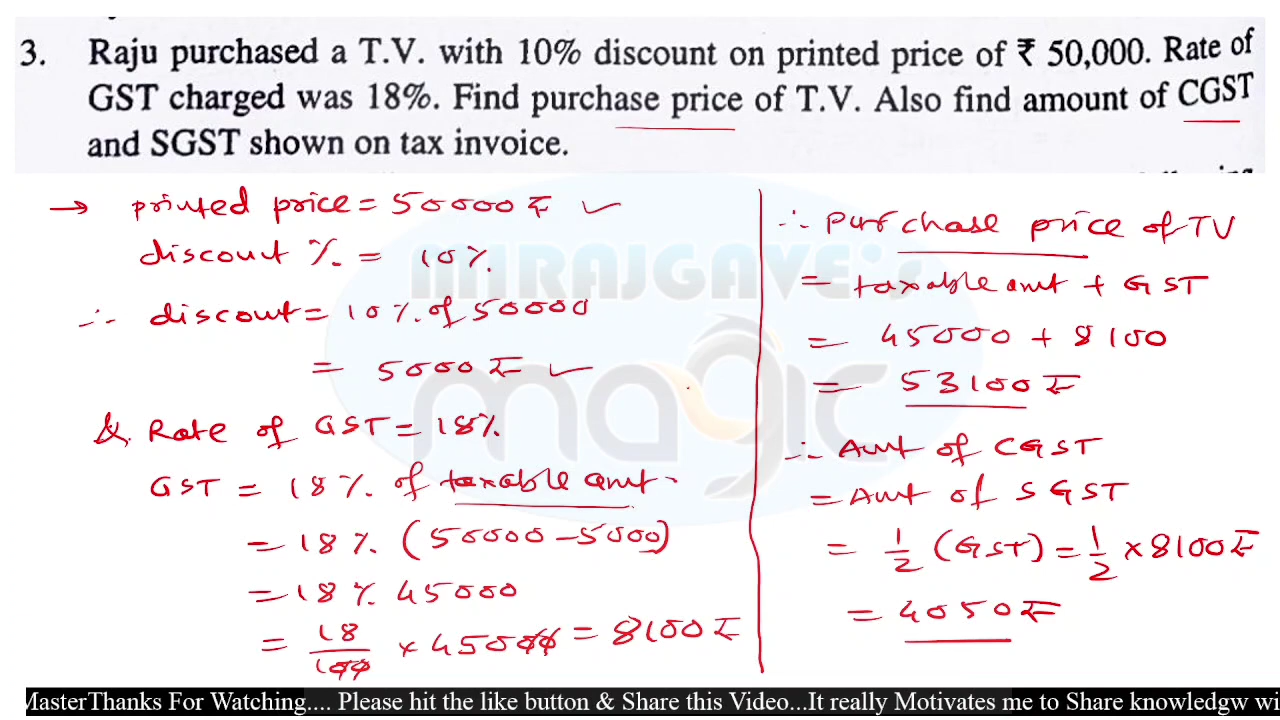 3. Raju purchased a T.V. with 10% discount on printed price of ₹ 50,000. Rate of
GST charged was 18%. Find purchase price of T.V. Also find amount of CGST
and SGST shown on tax invoice.
→ printed price = 50000 ₹ ✓
discount % = 10%.
∴ discount = 10%. of 50000
= 5000 ₹ ✓
&. Rate of GST = 18%
GST = 18%. of taxable amt.
= 18 %. (50000 - 5000)
= 18 % 45000
= 18/100 × 45000 = 8100 ₹
∴ purchase price of TV
= taxable amt + GST
= 45000 + 8100
= 53100 ₹
∴ Amt of CGST
= Amt of SGST
= 1/2 (GST) = 1/2 × 8100 ₹
= 4050 ₹
MIRAJGAVE's
magic
MasterThanks For Watching.... Please hit the like button & Share this Video...It really Motivates me to Share knowledgw wi